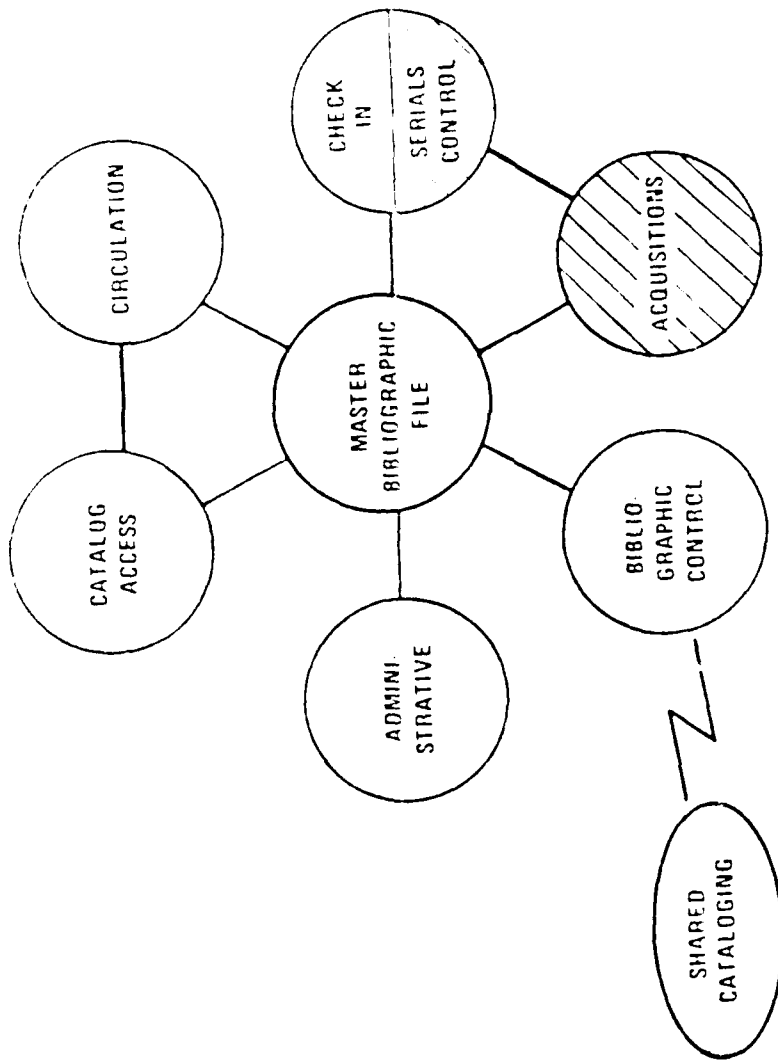 CATALOG
ACCESS
CIRCULATION
ADMINI-
STRATIVE
MASTER
BIBLIOGRAPHIC
FILE
CHECK
IN
SERIALS
CONTROL
SHARED
CATALOGING
BIBLIO
GRAPHIC
CONTROL
ACQUISITIONS